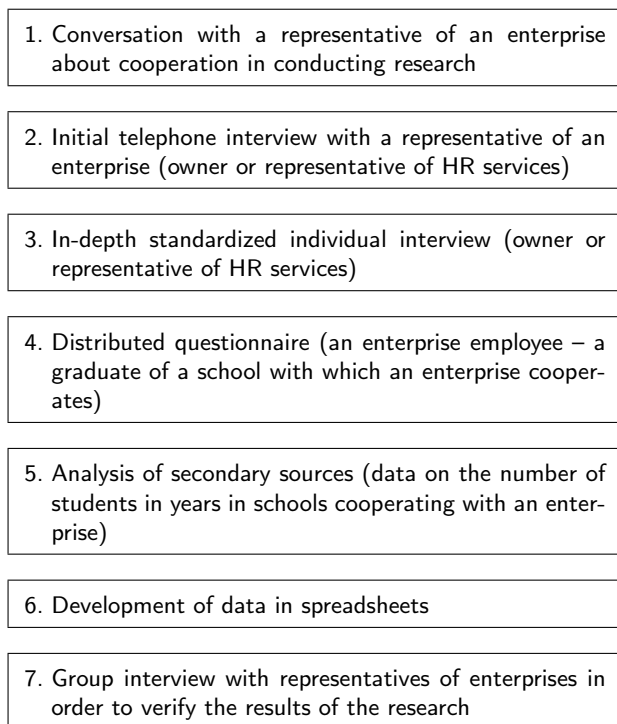 1. Conversation with a representative of an enterprise
about cooperation in conducting research
2. Initial telephone interview with a representative of an
enterprise (owner or representative of HR services)
3. In-depth standardized individual interview (owner or
representative of HR services)
4. Distributed questionnaire (an enterprise employee – a
graduate of a school with which an enterprise cooper-
ates)
5. Analysis of secondary sources (data on the number of
students in years in schools cooperating with an enter-
prise)
6. Development of data in spreadsheets
7. Group interview with representatives of enterprises in
order to verify the results of the research